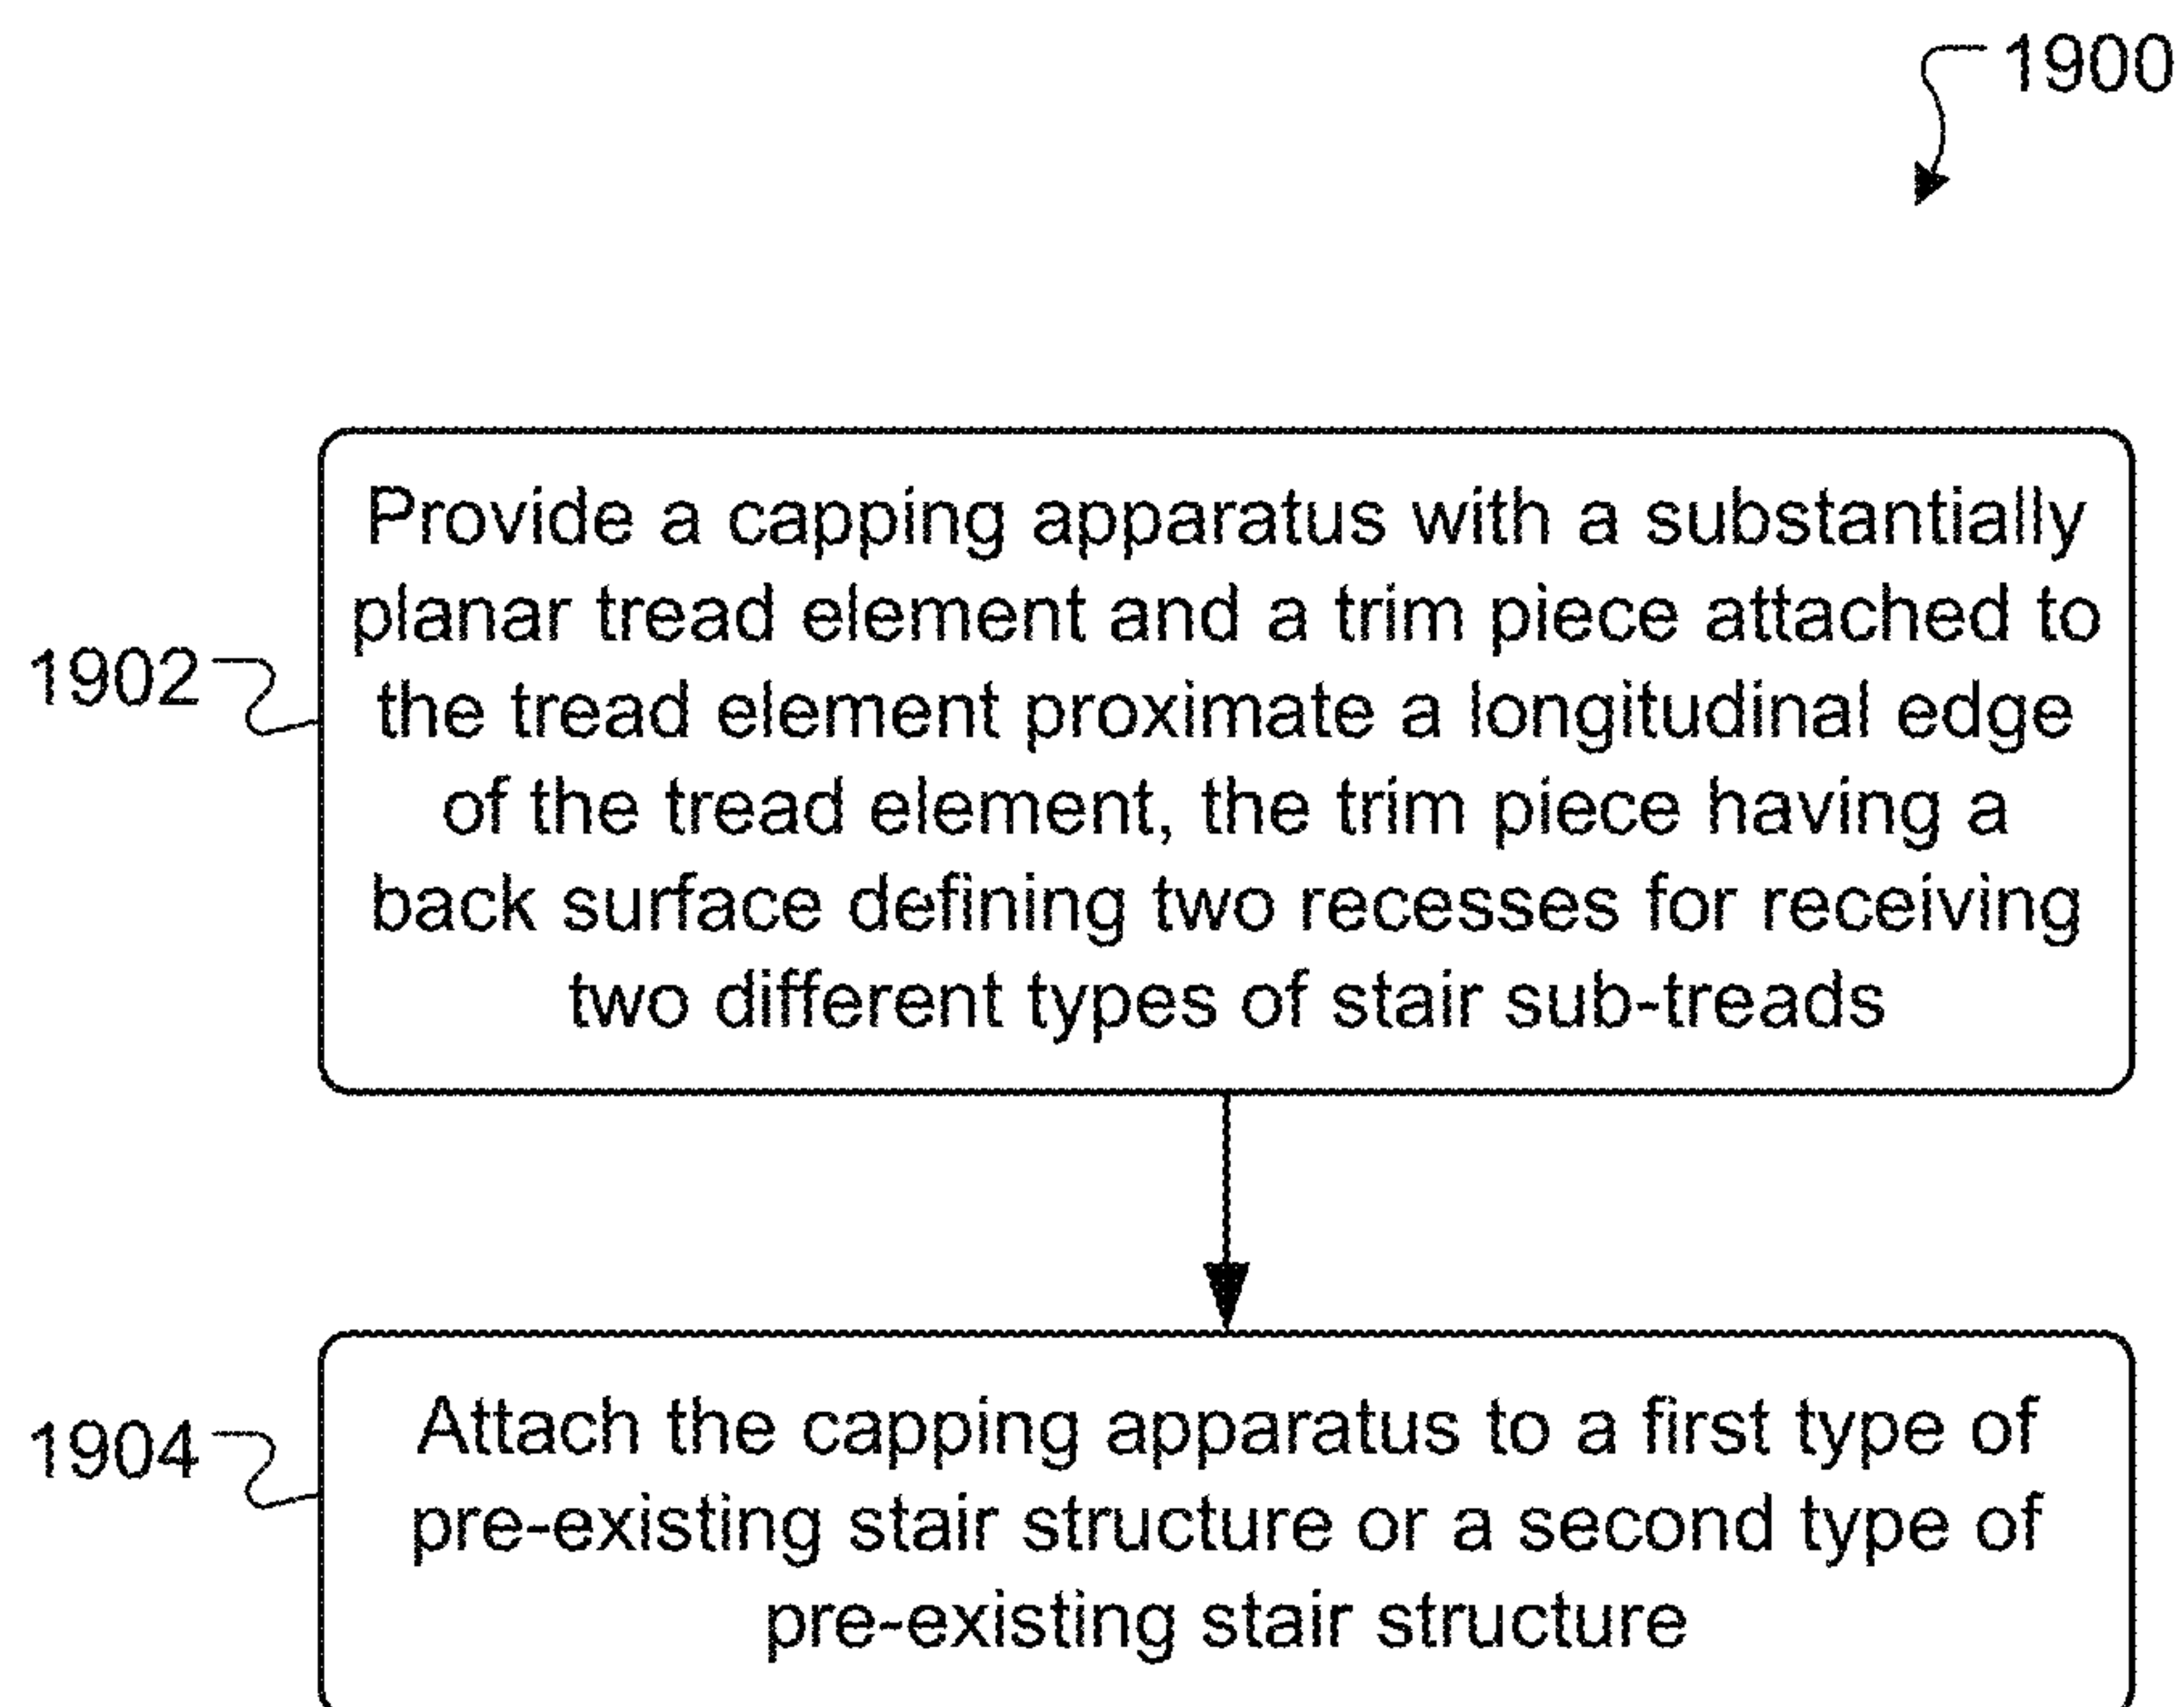 1900
Provide a capping apparatus with a substantially
planar tread element and a trim piece attached to
1902
the tread element proximate a longitudinal edge
of the tread element, the trim piece having a
back surface defining two recesses for receiving
two different types of stair sub-treads
Attach the capping apparatus to a first type of
1904
pre-existing stair structure or a second type of
pre-existing stair structure